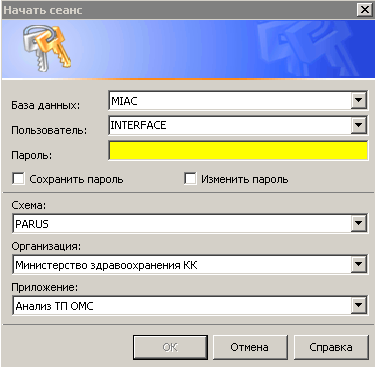 Начать сеанс
База данных: MIAC
Пользователь: INTERFACE
Пароль:
Сохранить пароль Изменить пароль
Схема:
PARUS
Организация:
Министерство здравоохранения КК
Приложение:
Анализ ТП ОМС
ОК Отмена Справка